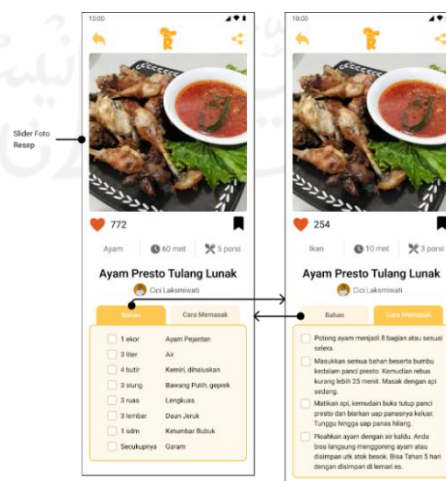 10:00
Slider Foto
Resep
772
Ayam
60 menit
5 porsi
Ayam Presto Tulang Lunak
Cici Laksmiwati
Bahan
Cara Memasak
1 ekor Ayam Pejantan
3 liter Air
4 butir Kemiri, dihaluskan
3 siung Bawang Putih, geprek
3 ruas Lengkuas
3 lembar Daun Jeruk
1 sdm Ketumbar Bubuk
Secukupnya Garam
10:00
254
Ikan
10 menit
3 porsi
Ayam Presto Tulang Lunak
Cici Laksmiwati
Bahan
Cara Memasak
Potong ayam menjadi 8 bagian atau sesuai
selera
Masukkan semua bahan beserta bumbu
kedalam panci presto. Kemudian rebus
kurang lebih 25 menit. Masak dengan api
sedang.
Matikan api, kemudain buka tutup panci
presto dan biarkan uap panasnya keluar.
Tunggu hingga uap panas hilang.
Pisahkan ayam dengan air kaldu. Anda
bisa langsung menggoreng ayam atau
disimpan utk stok besok. Bisa Tahan 5 hari
dengan disimpan di lemari es.